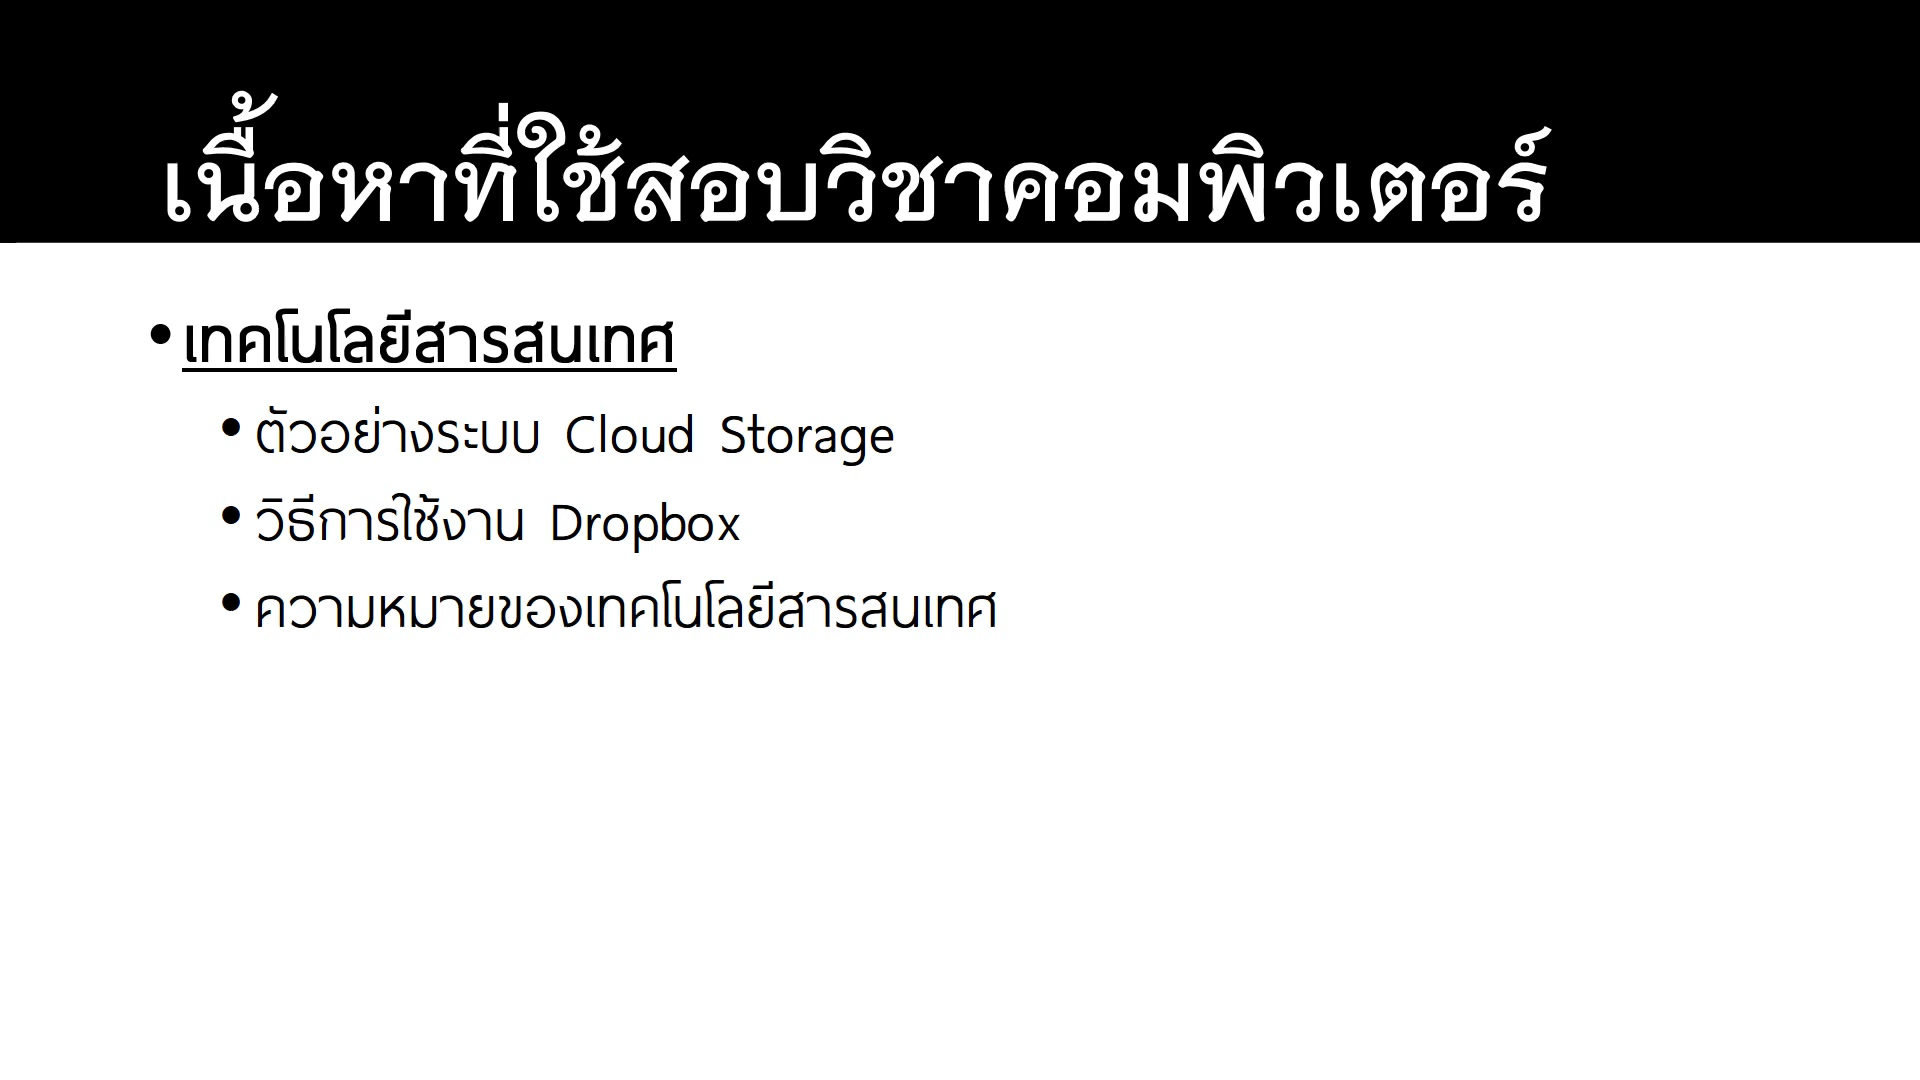 เนื้อหาที่ใช้สอบวิชาคอมพิวเตอร์
• เทคโนโลยีสารสนเทศ
• ตัวอย่างระบบ Cloud Storage
• วิธีการใช้งาน Dropbox
• ความหมายของเทคโนโลยีสารสนเทศ